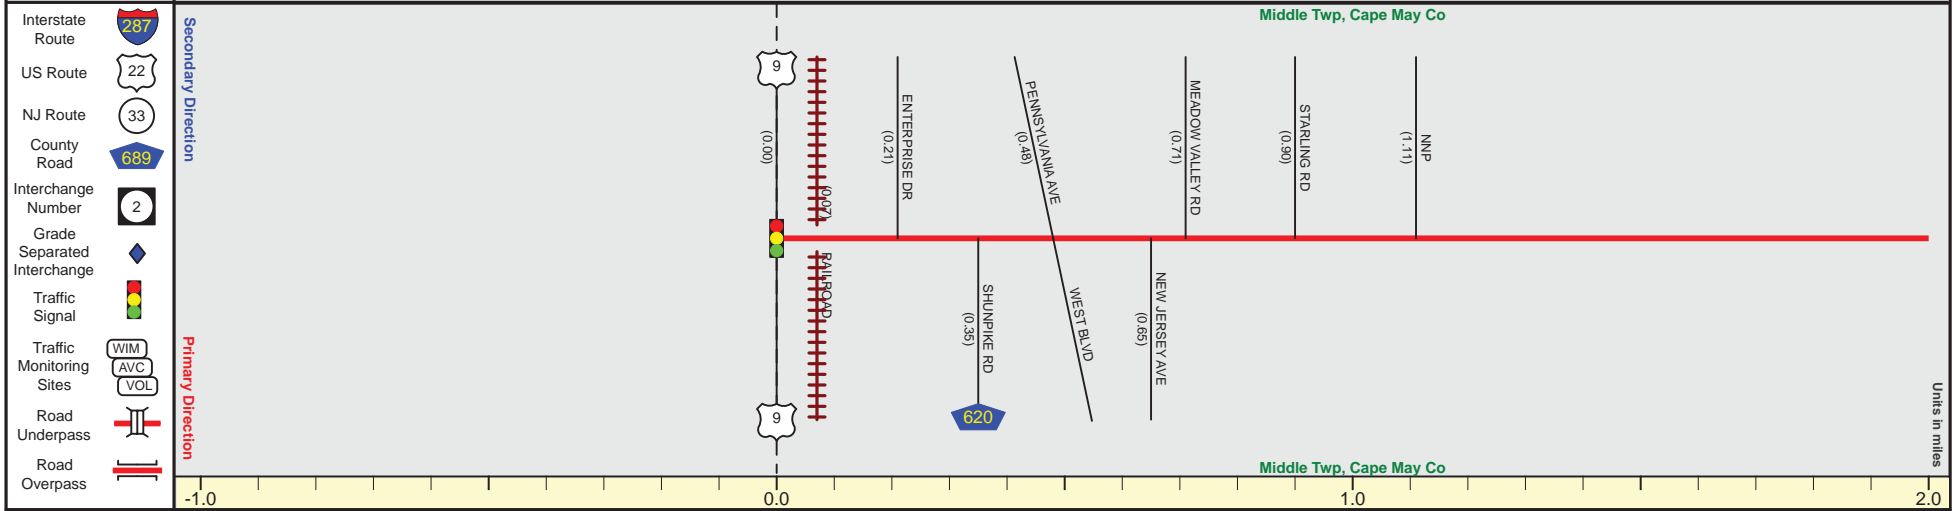 Interstate
Route
287
US Route
22
NJ Route
33
County
Road
689
Interchange
Number
2
Grade
Separated
Interchange
Traffic
Signal
Traffic
Monitoring
Sites
WIM
AVC
VOL
Road
Underpass
Road
Overpass
Secondary Direction
Primary Direction
Middle Twp, Cape May Co
9
(0.00)
(0.07)
RAILROAD
ENTERPRISE DR
(0.21)
SHUNPIKE RD
(0.35)
620
PENNSYLVANIA AVE
(0.48)
WEST BLVD
NEW JERSEY AVE
(0.65)
MEADOW VALLEY RD
(0.71)
STARLING RD
(0.90)
NNP
(1.11)
9
Middle Twp, Cape May Co
Units in miles
-1.0
0.0
1.0
2.0